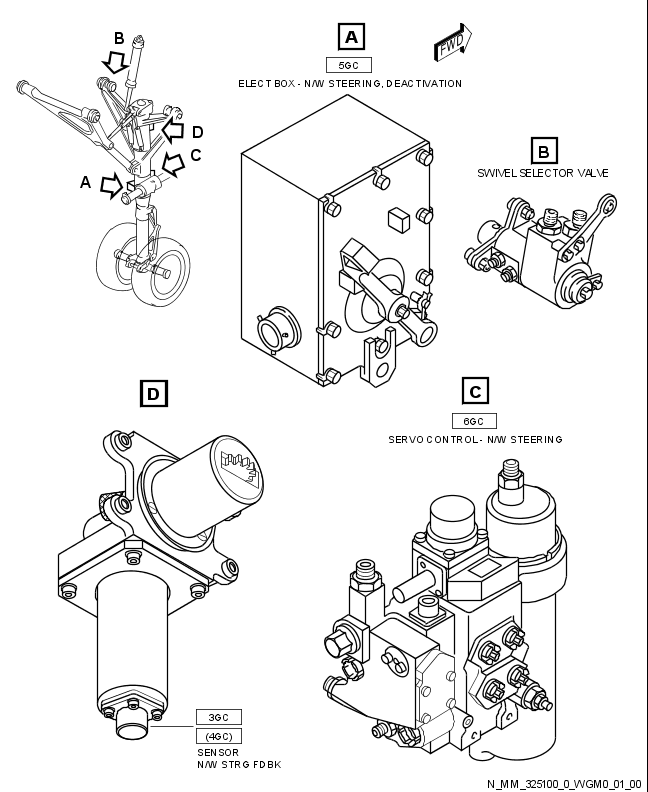 A
FWD
5GC
ELECT BOX - N/W STEERING, DEACTIVATION
B
D
C
A
B
SWIVEL SELECTOR VALVE
D
C
6GC
SERVO CONTROL - N/W STEERING
3GC
(4GC)
SENSOR
N/W STRG FDBK
N_MM_325100_0_WGM0_01_00